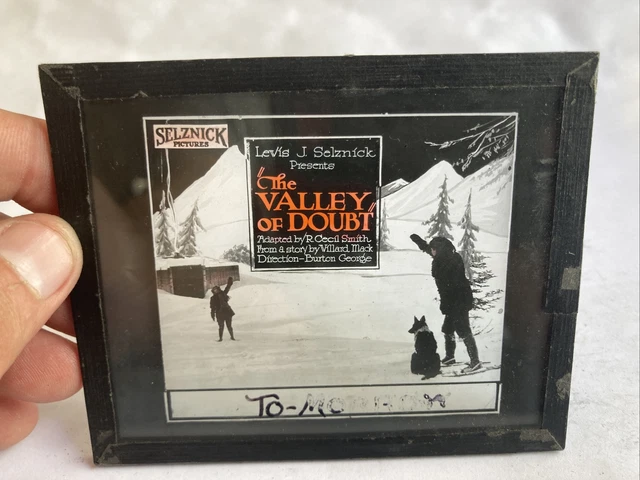 SELZNICK
PICTURES
Lewis J. Selznick
Presents
"The
VALLEY
OF DOUBT"
Adapted by R. Cecil Smith
From a story by Willard Mack
Direction-Burton George
TO-MORROW